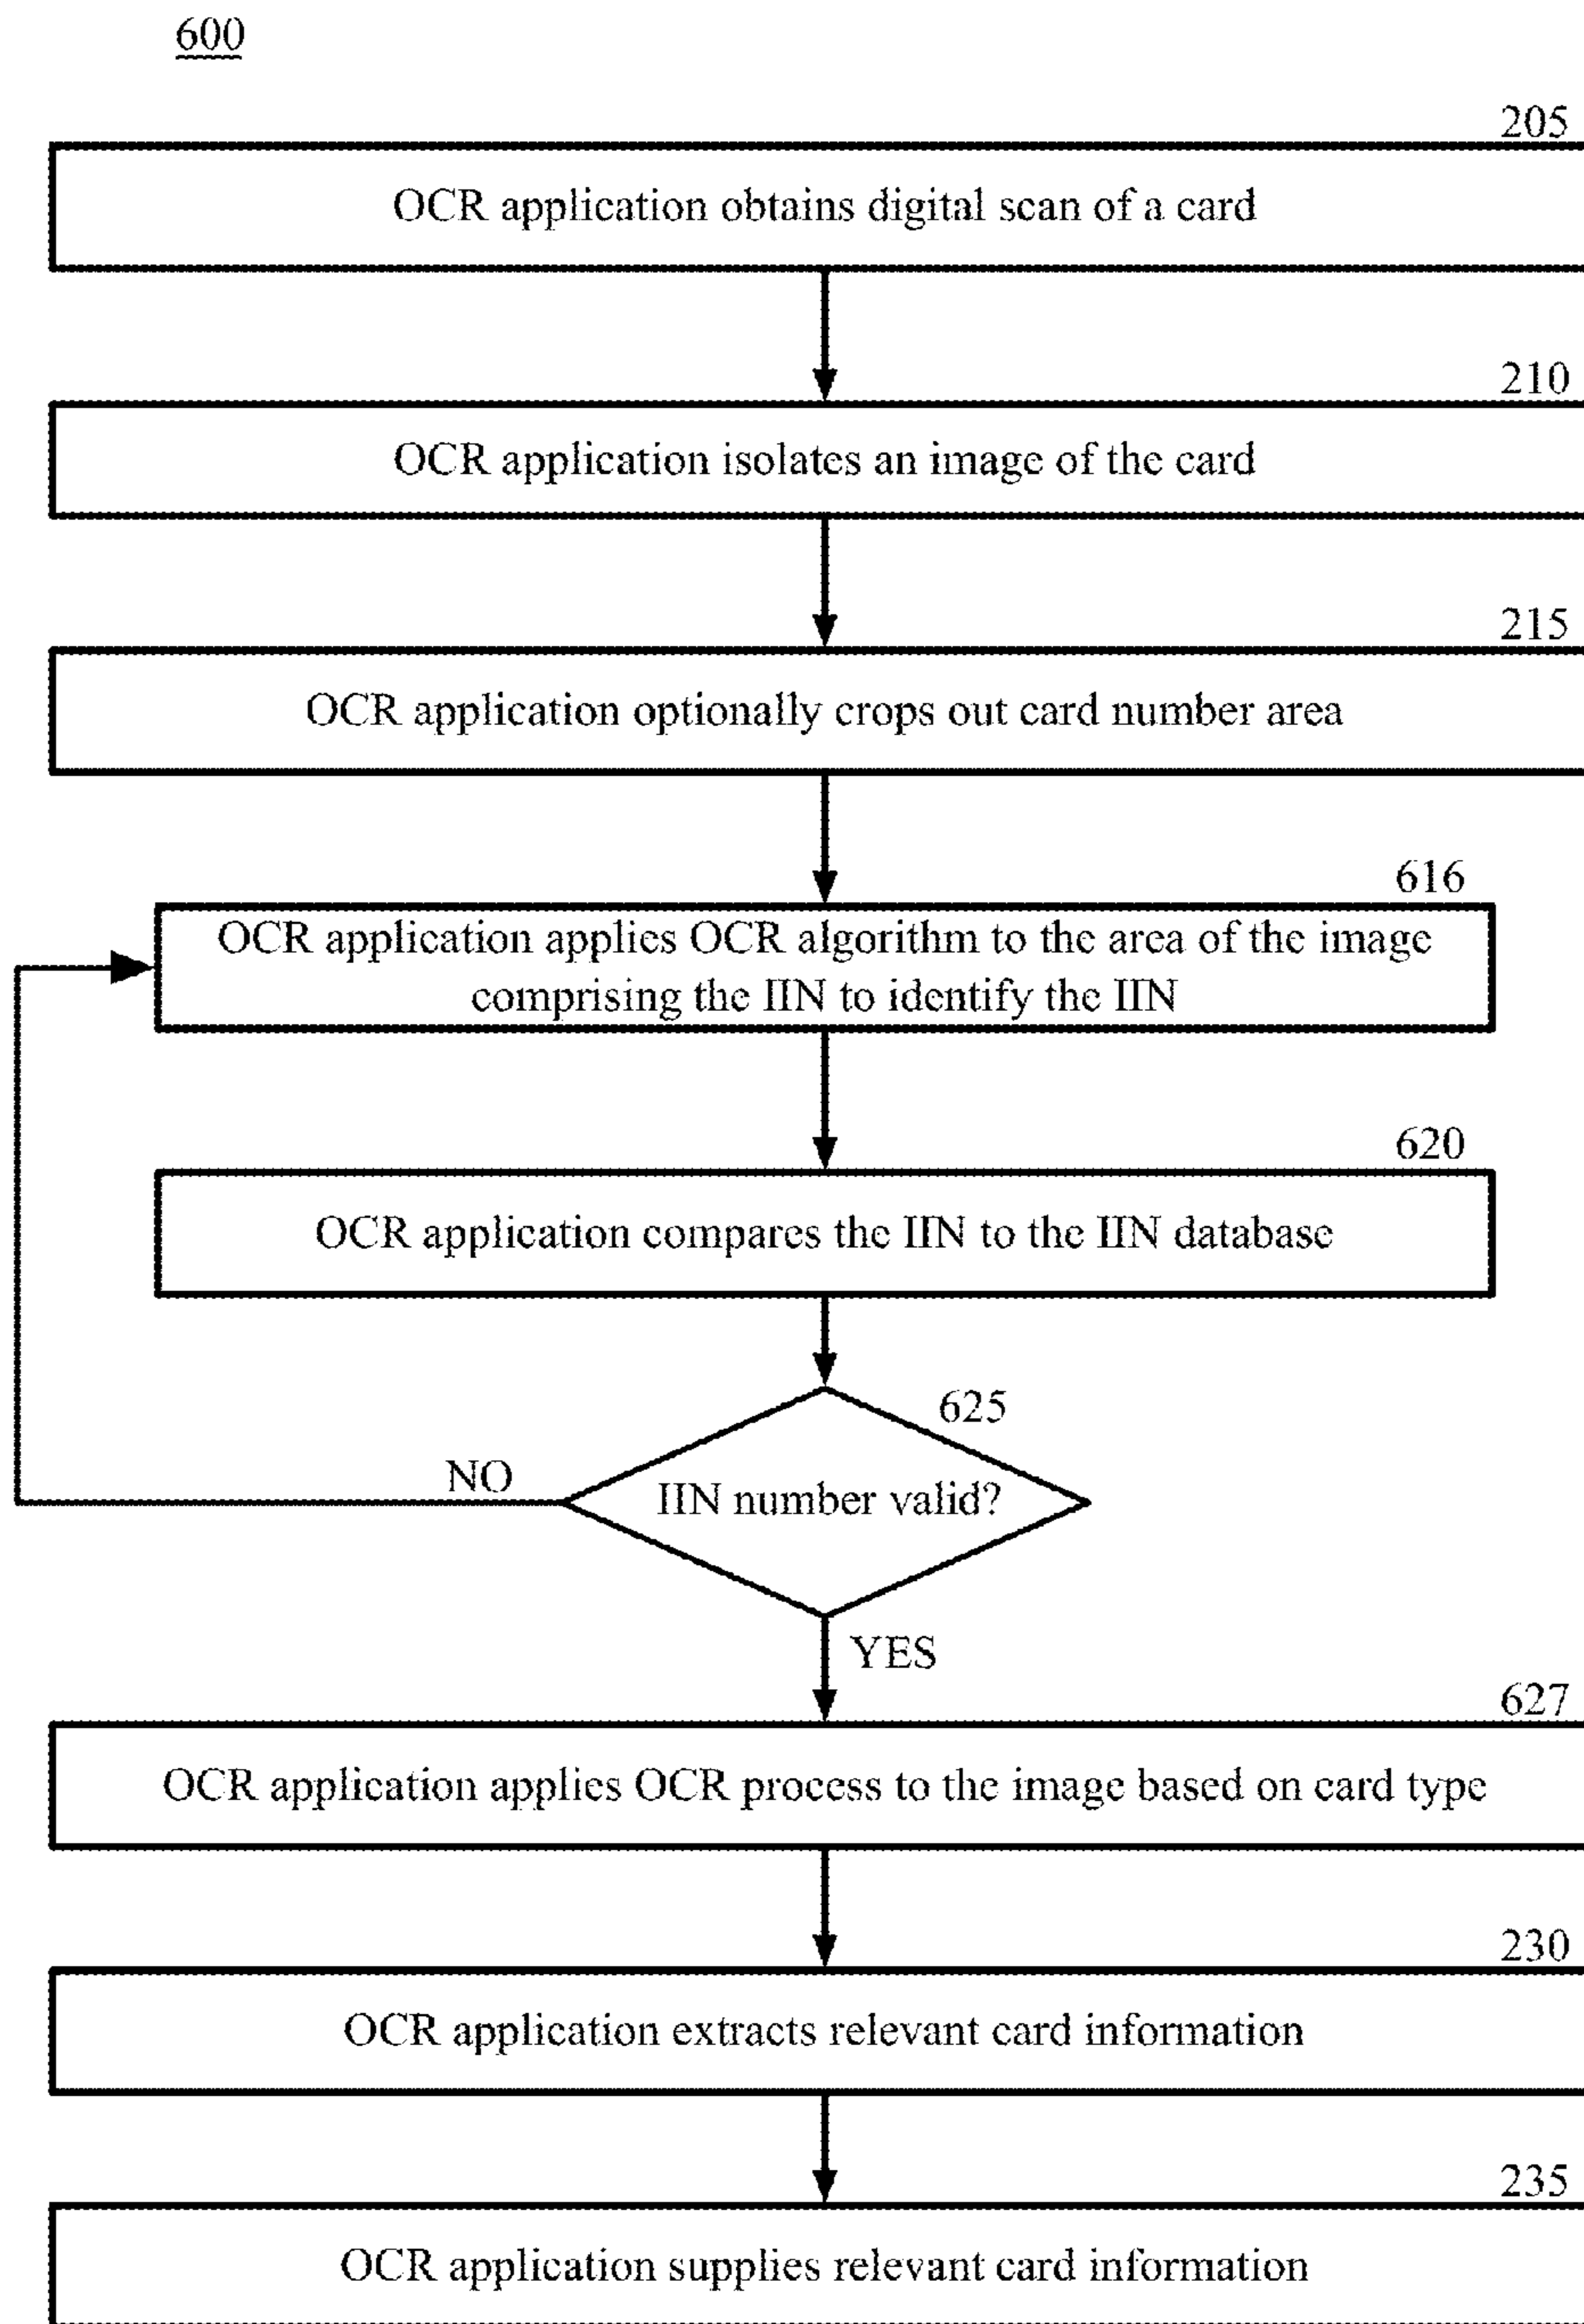 600
205
OCR application obtains digital scan of a card
210
OCR application isolates an image of the card
215
OCR application optionally crops out card number area
616
OCR application applies OCR algorithm to the area of the image
comprising the IIN to identify the IIN
620
OCR application compares the IIN to the IIN database
625
IIN number valid?
NO
YES
627
OCR application applies OCR process to the image based on card type
230
OCR application extracts relevant card information
235
OCR application supplies relevant card information